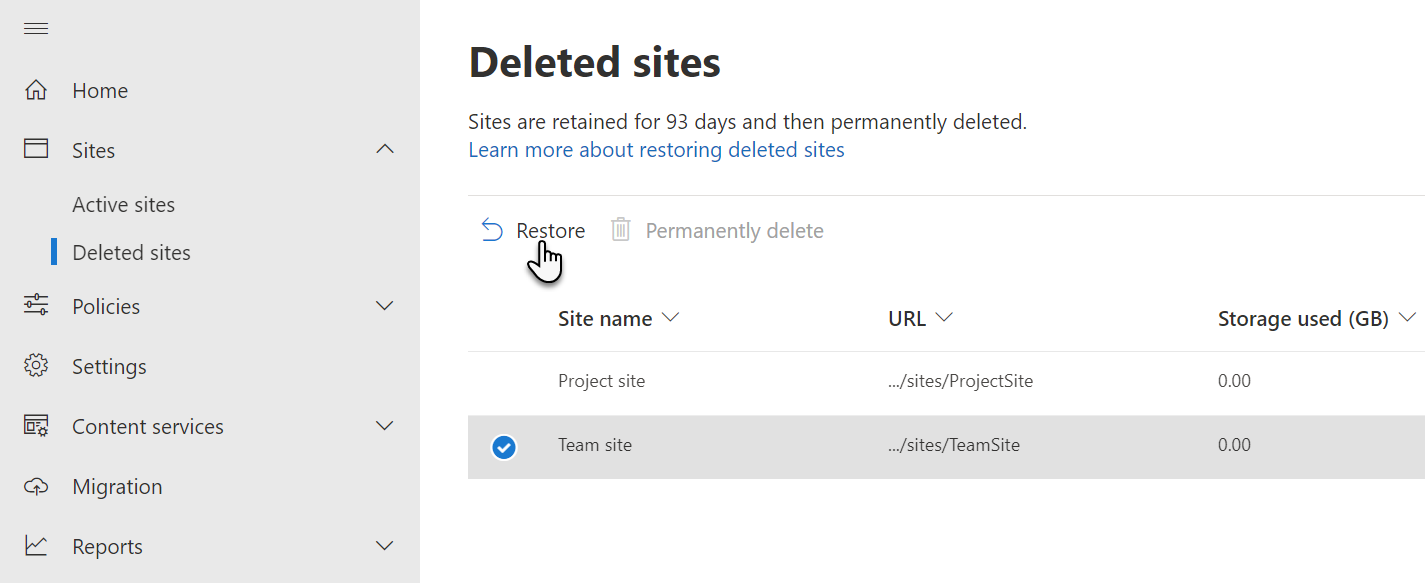 Home
Sites
Active sites
Deleted sites
Policies
Settings
Content services
Migration
Reports
Deleted sites
Sites are retained for 93 days and then permanently deleted.
Learn more about restoring deleted sites
Restore Permanently delete
Site name URL Storage used (GB)
Project site .../sites/ProjectSite 0.00
Team site .../sites/TeamSite 0.00